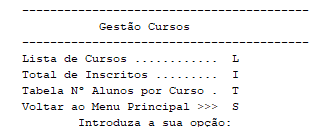 -----------------------------------------
Gestão Cursos
-----------------------------------------
Lista de Cursos ............ L
Total de Inscritos ......... I
Tabela Nº Alunos por Curso . T
Voltar ao Menu Principal >>> S
Introduza a sua opção: